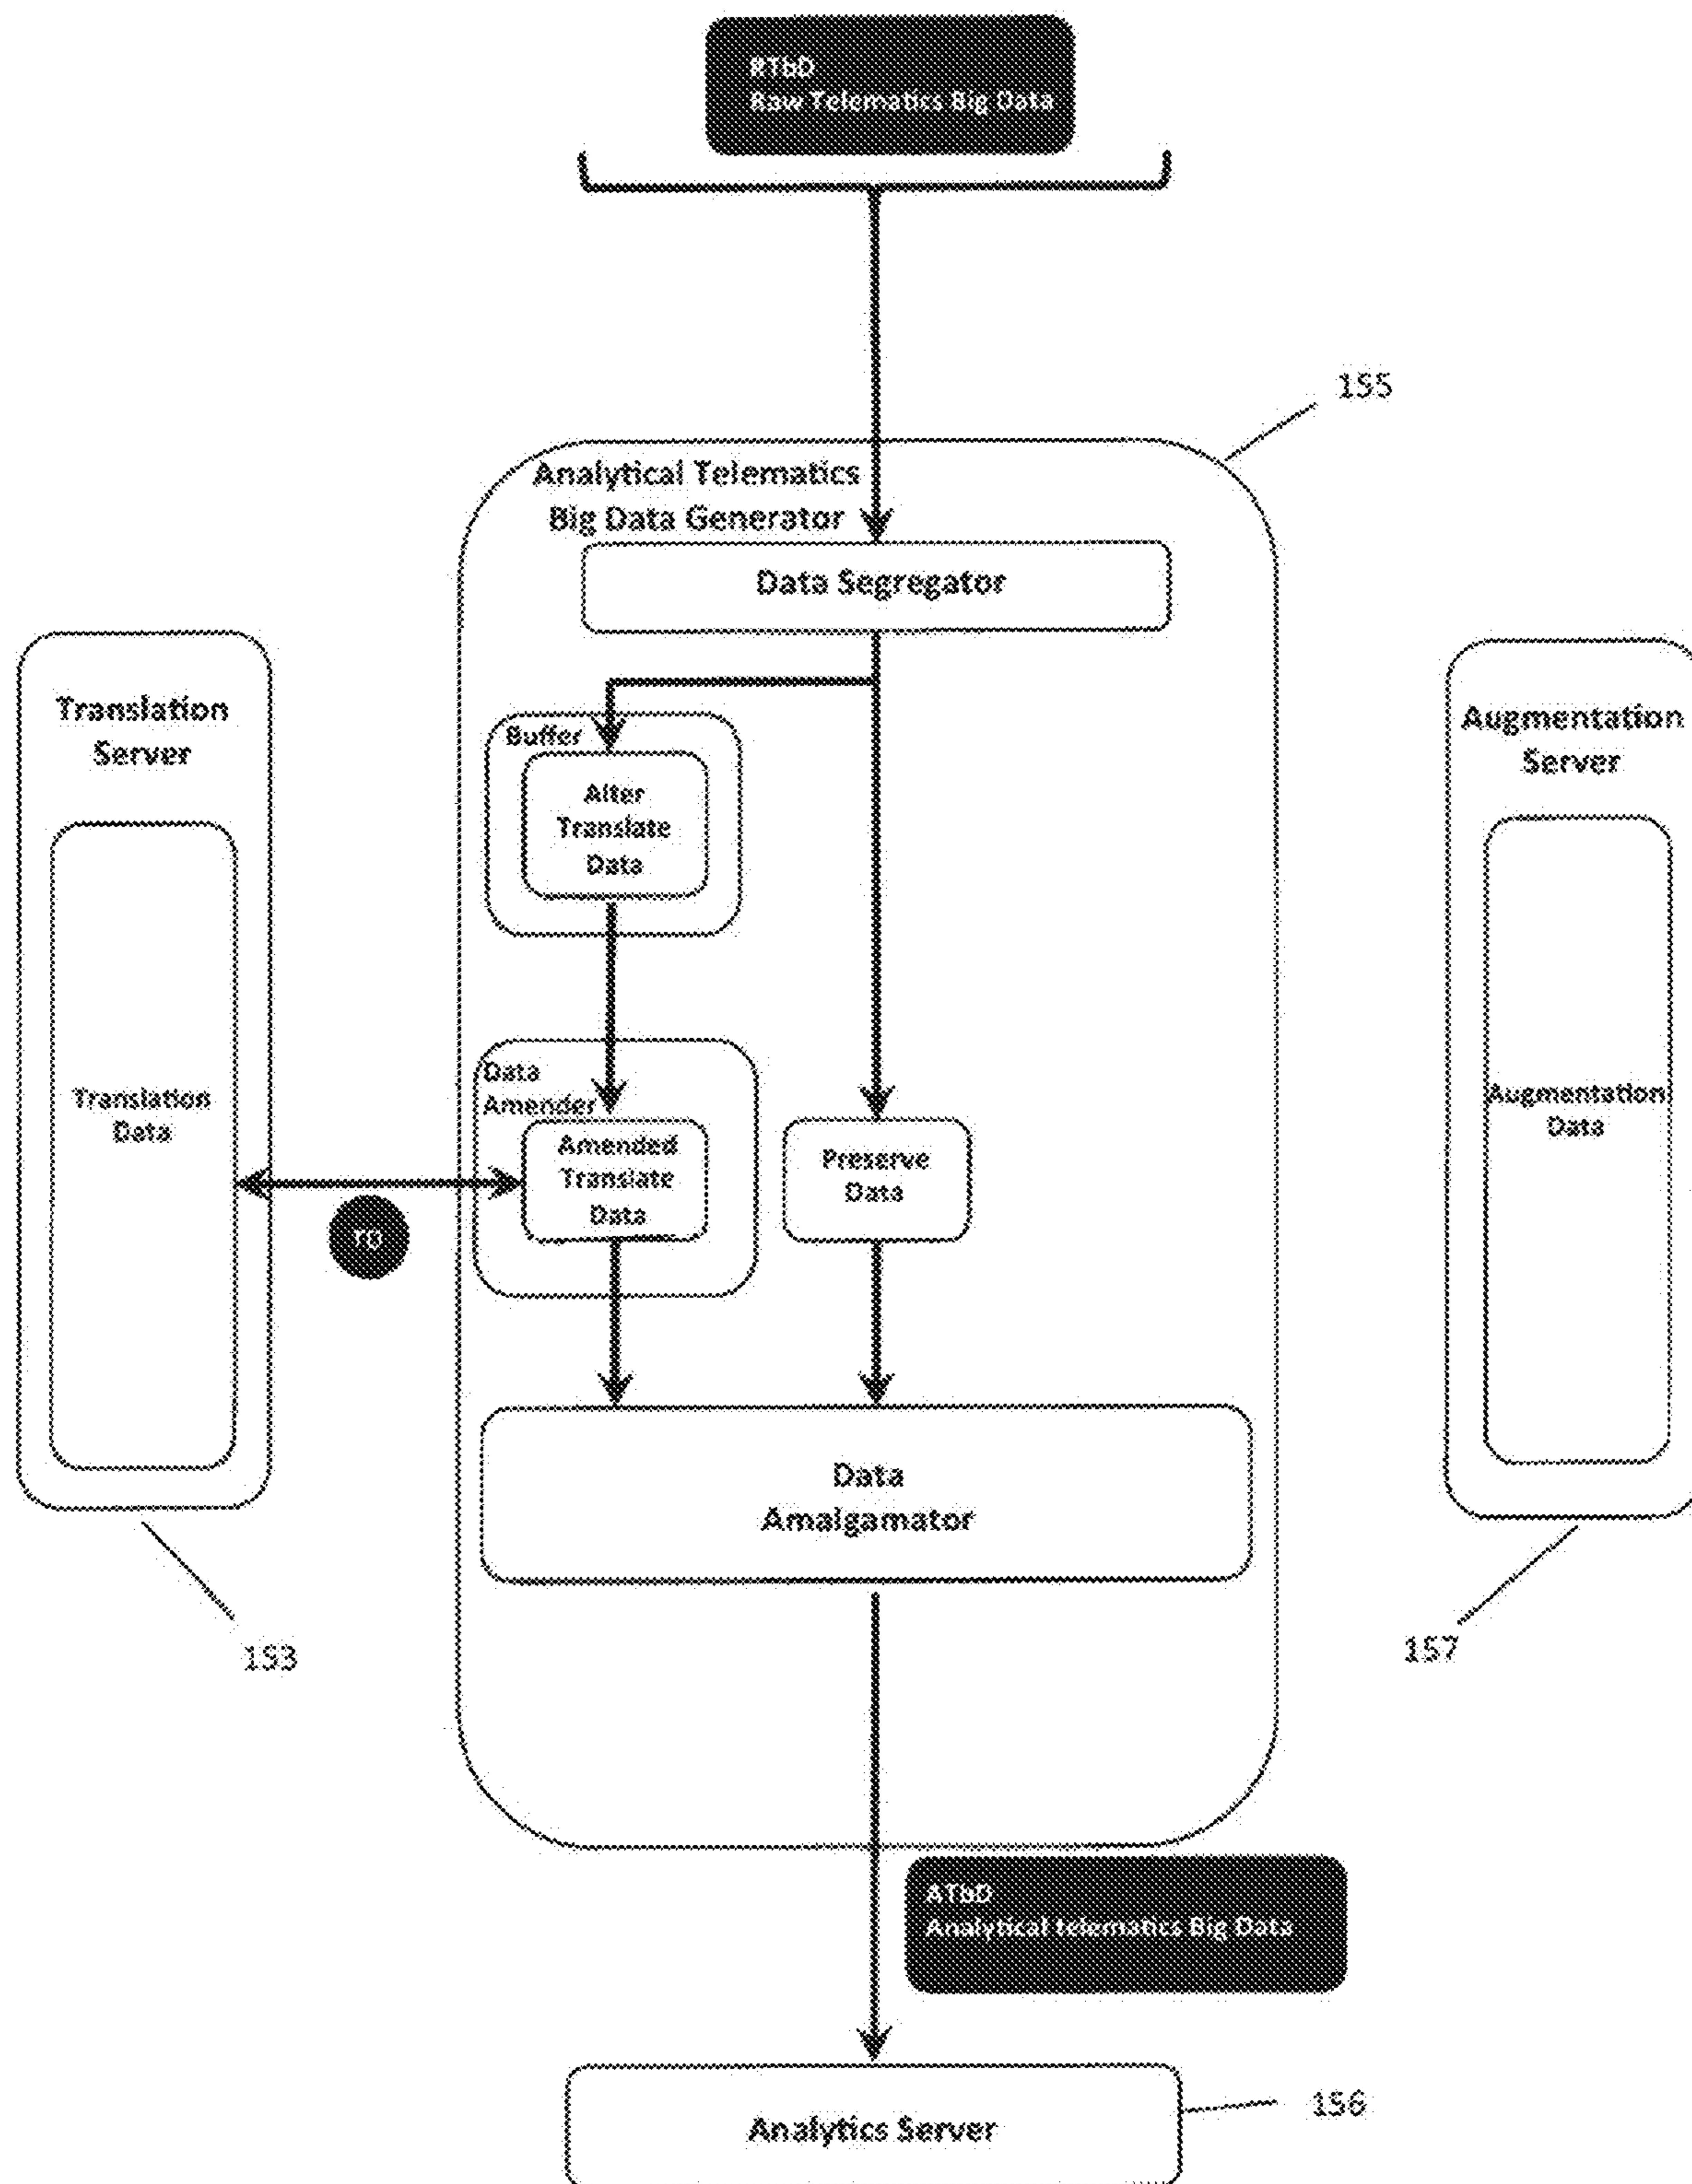 RTbD
Raw Telematics Big Data
155
Analytical Telematics
Big Data Generator
Data Segregator
Translation
Server
Buffer
Alter
Translate
Data
Augmentation
Server
Translation
Data
Data
Amender
Amended
Translate
Data
Preserve
Data
Augmentation
Data
TD
Data
Amalgamator
153
157
ATbD
Analytical telematics Big Data
Analytics Server
156